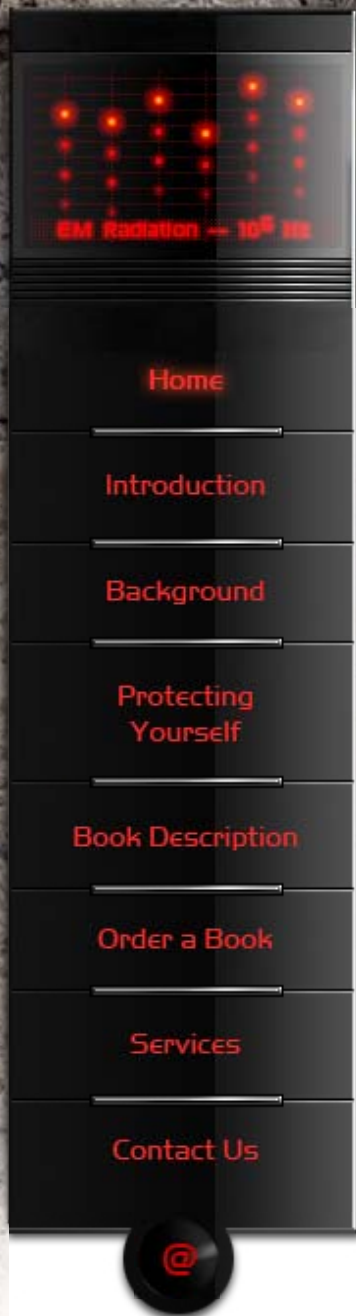 EM Radiation -- 10⁶ Hz
Home
Introduction
Background
Protecting
Yourself
Book Description
Order a Book
Services
Contact Us
@